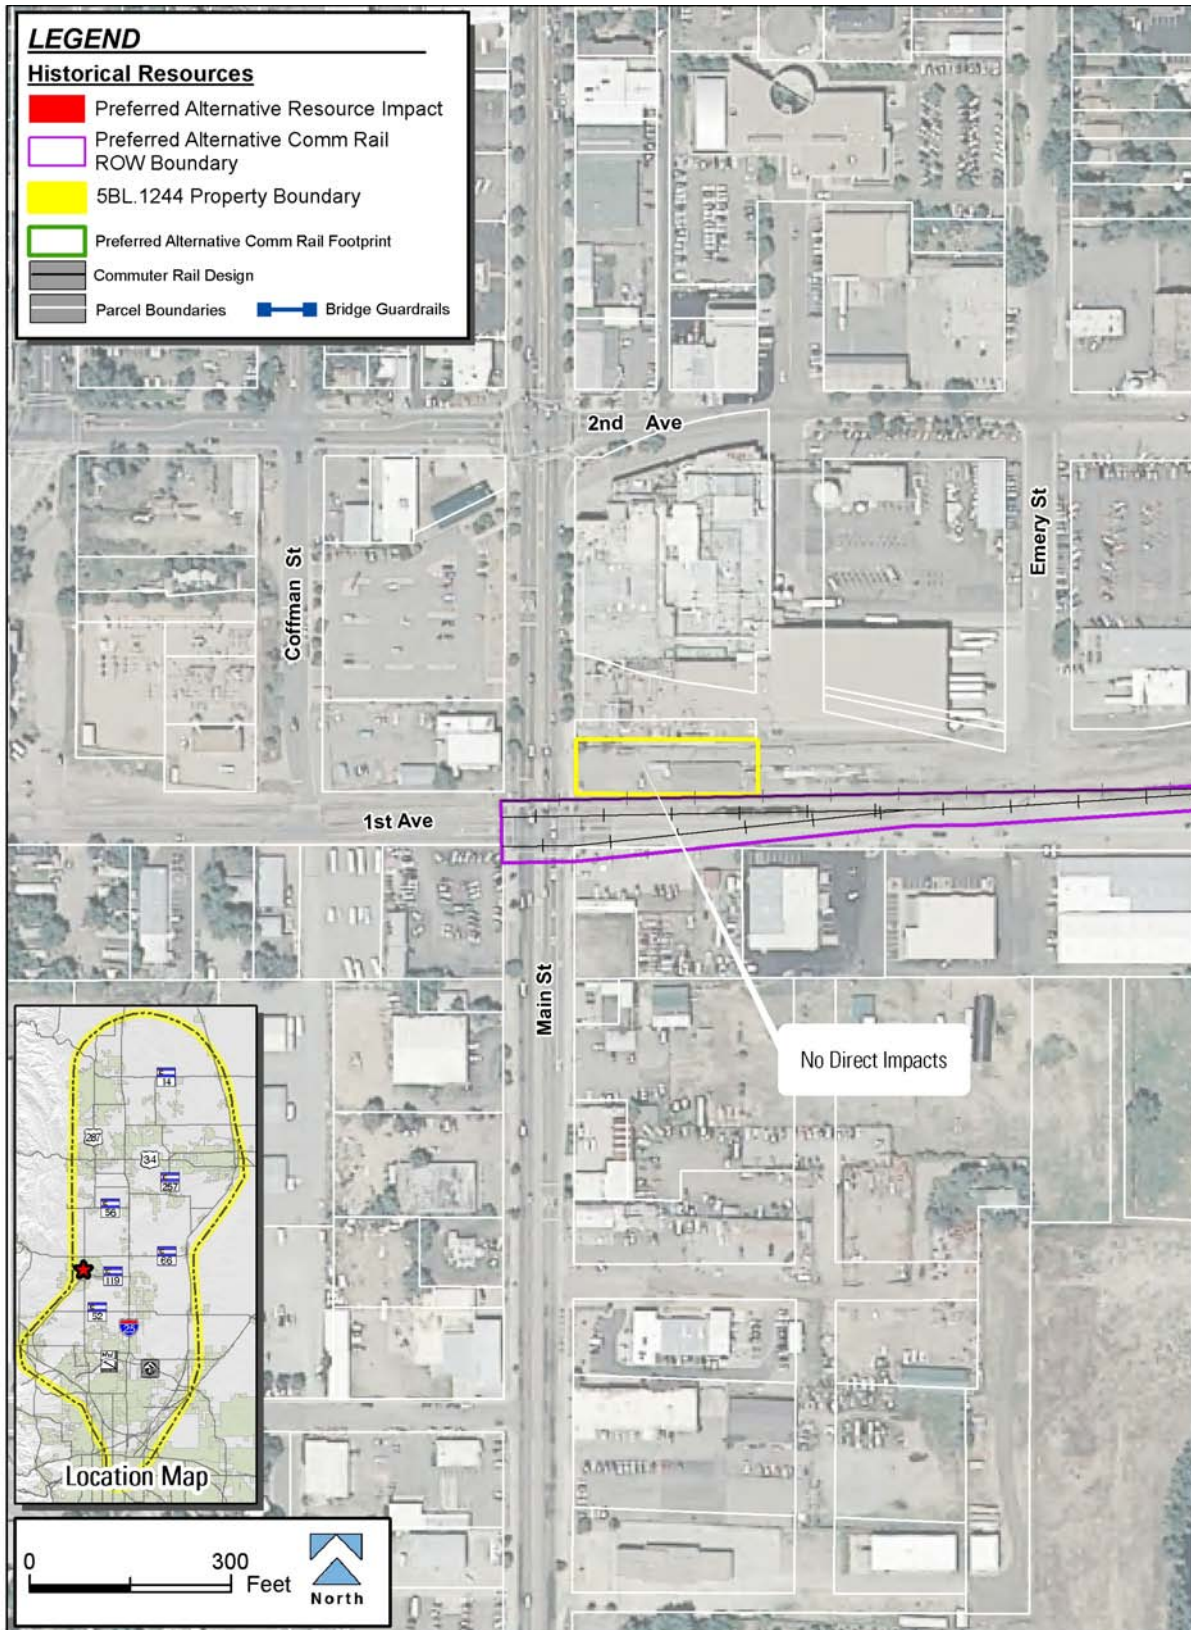 LEGEND
Historical Resources
Preferred Alternative Resource Impact
Preferred Alternative Comm Rail
ROW Boundary
5BL.1244 Property Boundary
Preferred Alternative Comm Rail Footprint
Commuter Rail Design
Parcel Boundaries
Bridge Guardrails
2nd Ave
Coffman St
Emery St
1st Ave
Main St
No Direct Impacts
14
287
34
257
56
66
119
52
25
Location Map
0
300
Feet
North